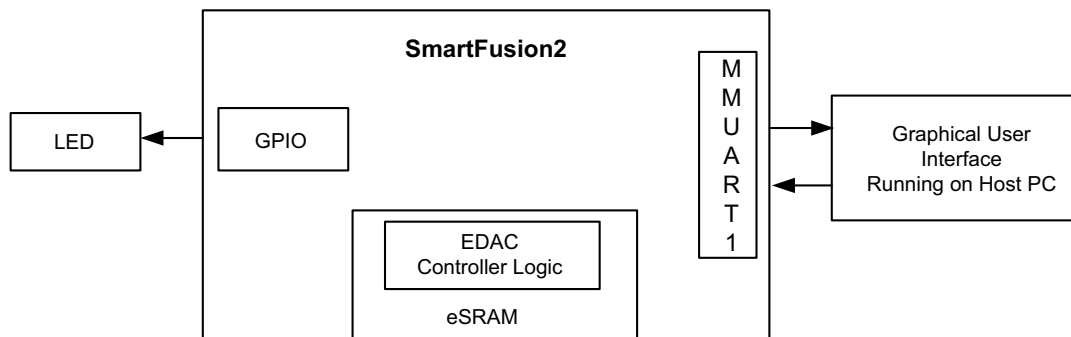 SmartFusion2
LED
GPIO
M
M
U
A
R
T
1
Graphical User
Interface
Running on Host PC
EDAC
Controller Logic
eSRAM